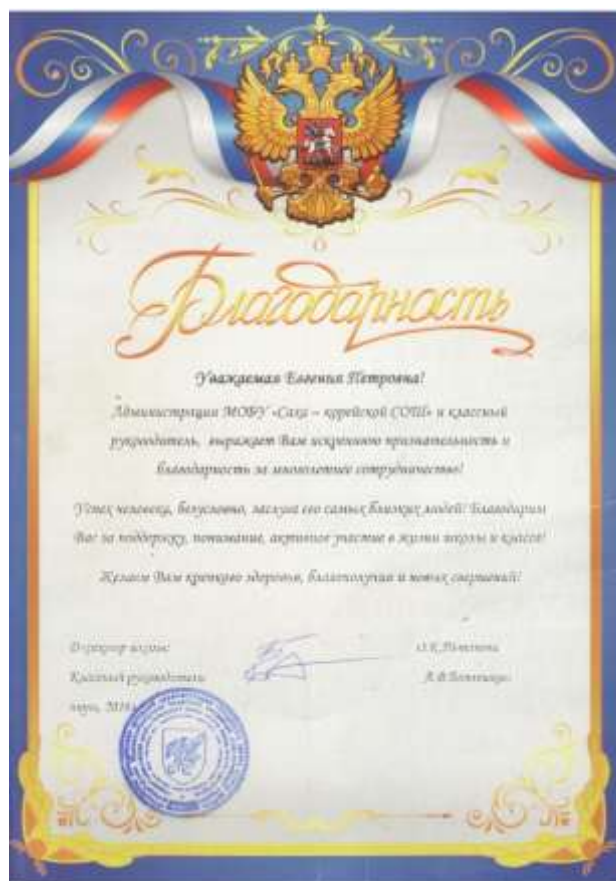 Благодарность
Уважаемая Евгения Петровна!
Администрация МОБУ «Саха – корейской СОШ» и классный
руководитель, выражает Вам искреннюю признательность и
благодарность за многолетнее сотрудничество!
Успех человека, безусловно, заслуга его самых близких людей! Благодарим
Вас за поддержку, понимание, активное участие в жизни школы и класса!
Желаем Вам крепкого здоровья, благополучия и новых свершений!
Директор школы:
Классный руководитель: